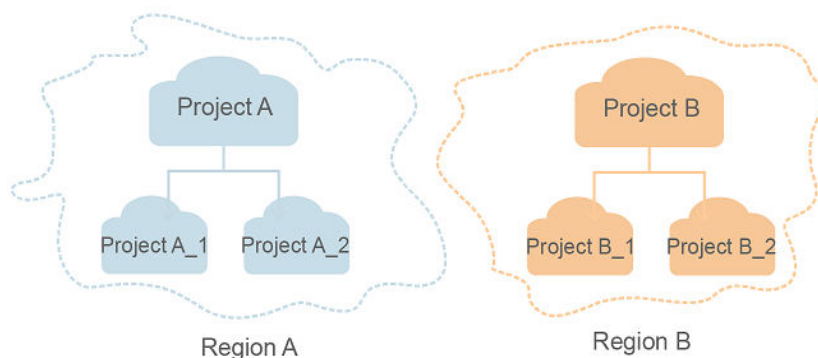 Project A
Project A_1
Project A_2
Region A
Project B
Project B_1
Project B_2
Region B